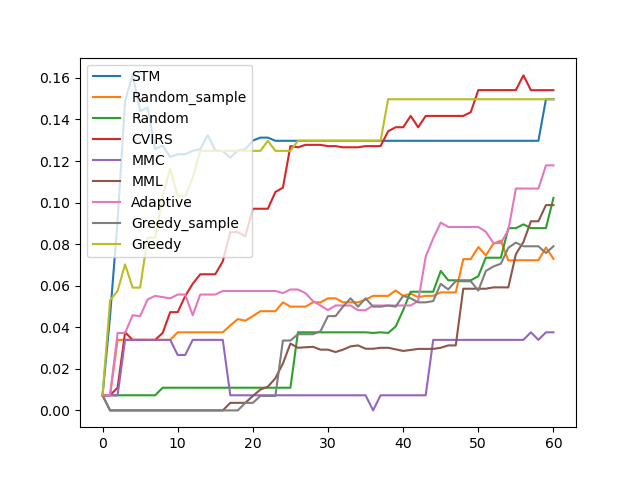 0.16
0.14
0.12
0.10
0.08
0.06
0.04
0.02
0.00
STM
Random_sample
Random
CVIRS
MMC
MML
Adaptive
Greedy_sample
Greedy
0 10 20 30 40 50 60